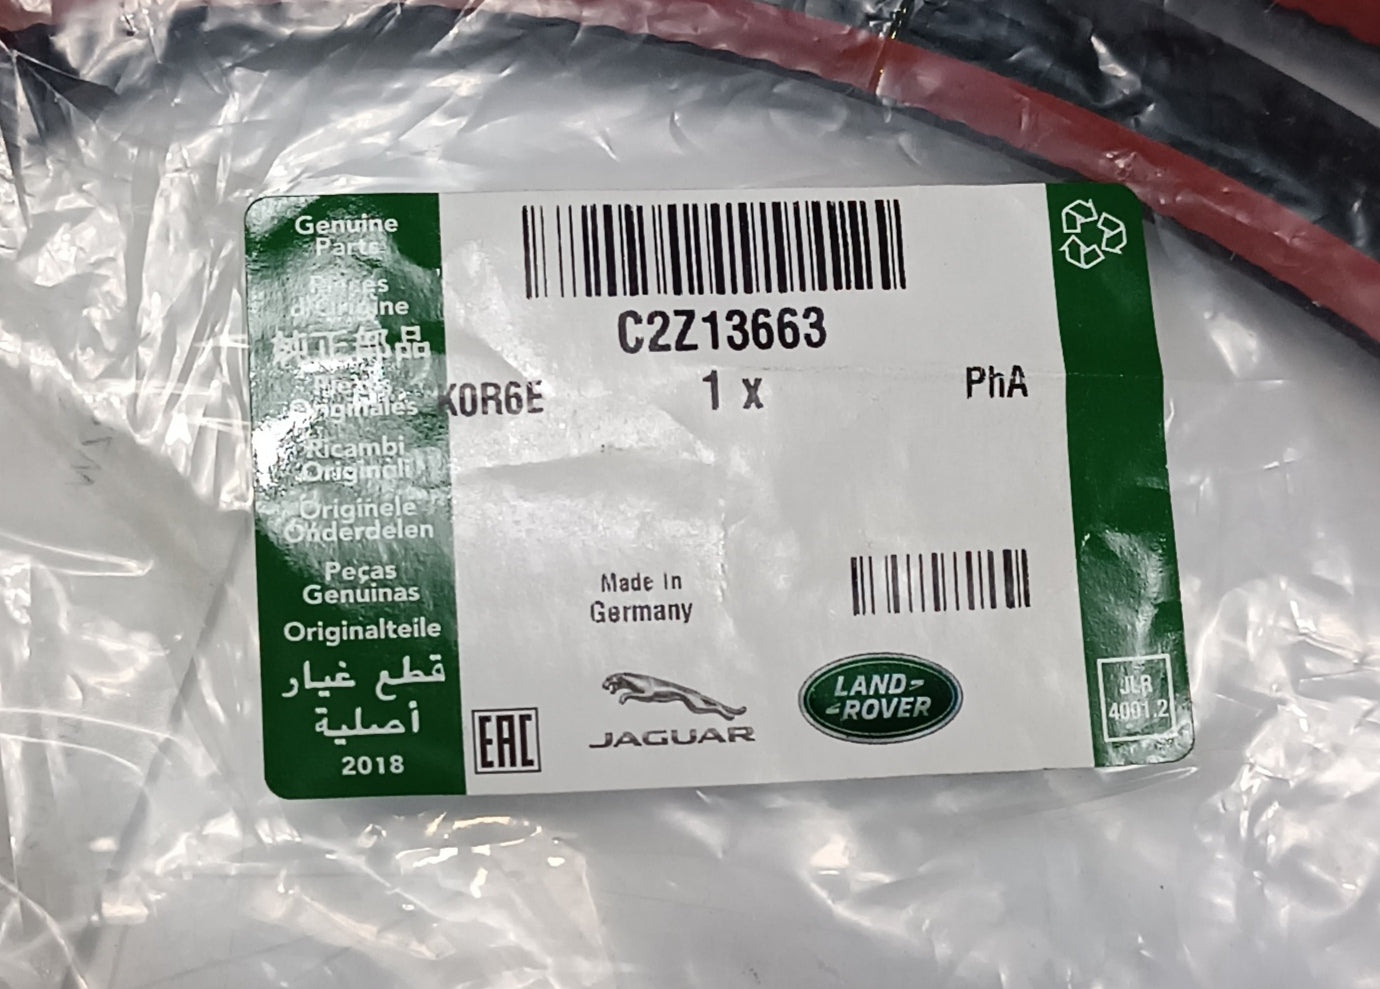 Genuine
Parts
Pièces
d'Origine
纯正部品
Piezas
Originales
Ricambi
Originali
Originele
Onderdelen
Peças
Genuinas
Originalteile
قطع غيار
أصلية
2018
C2Z13663
K0R6E 1 x PhA
Made In
Germany
EAC
JAGUAR
LAND-
-ROVER
JLR
4001.2